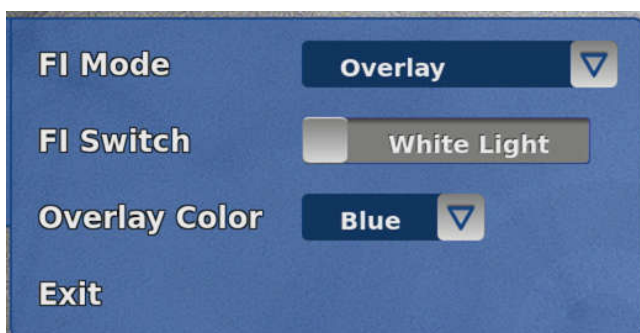 FI Mode Overlay
FI Switch White Light
Overlay Color Blue
Exit